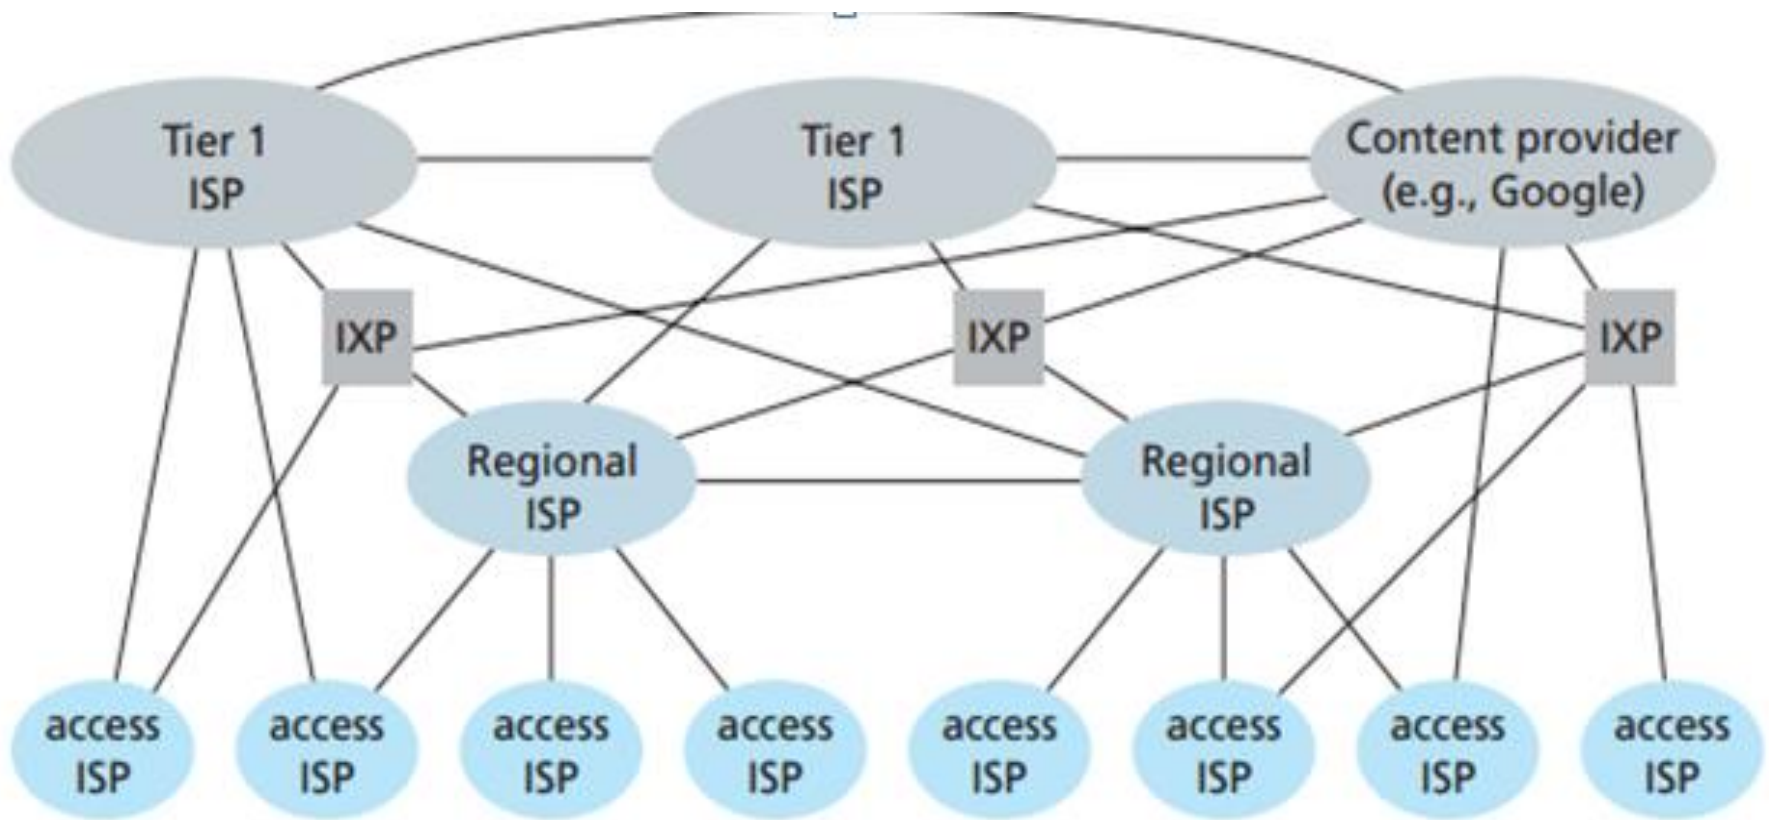 Tier 1
ISP
Tier 1
ISP
Content provider
(e.g., Google)
IXP
IXP
IXP
Regional
ISP
Regional
ISP
access
ISP
access
ISP
access
ISP
access
ISP
access
ISP
access
ISP
access
ISP
access
ISP